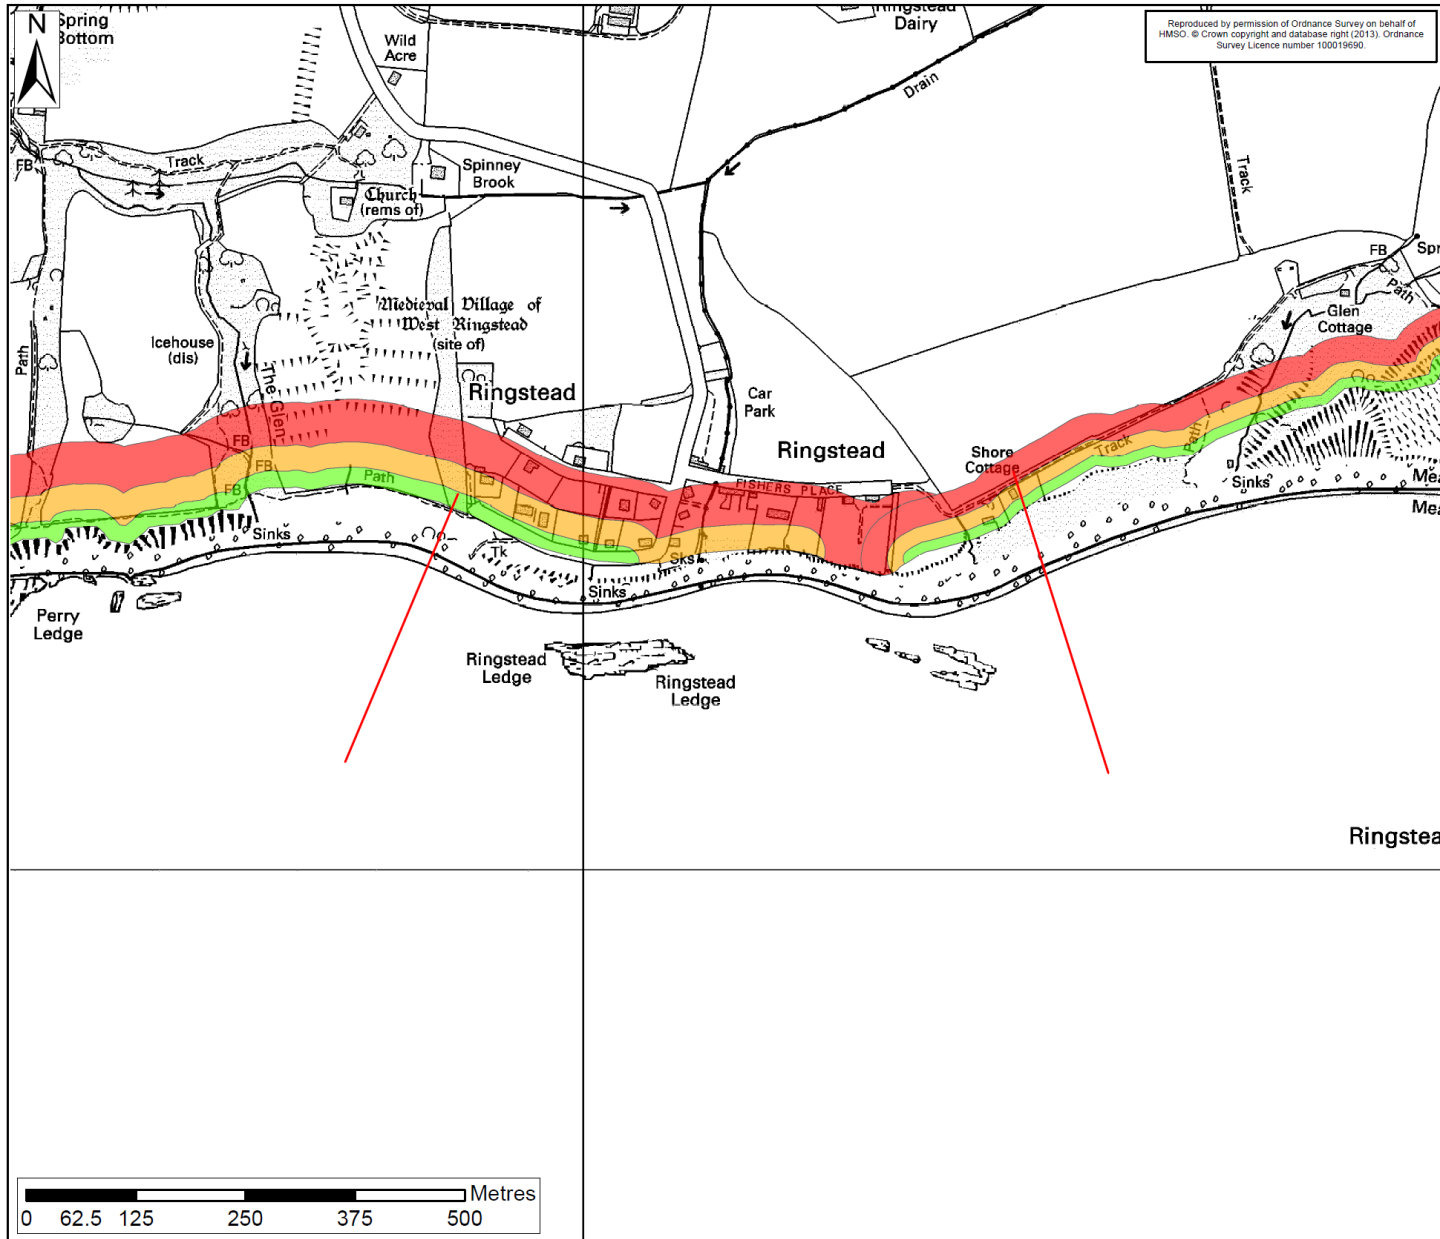 N
Spring
Bottom
Wild
Acre
Ringstead
Dairy
Reproduced by permission of Ordnance Survey on behalf of
HMSO. © Crown copyright and database right (2013). Ordnance
Survey Licence number 100019690.
Drain
FB
Track
Spinney
Brook
Church
(rems of)
Track
FB
Spr
Path
Glen
Cottage
Medieval Village of
West Ringstead
(site of)
Icehouse
(dis)
Path
The Glen
Ringstead
Car
Park
Ringstead
FB
FB
FB
Path
Shore
Cottage
Track
Path
FISHERS PLACE
Sinks
Mea
Mea
Sinks
Tk
Sks
Sinks
Perry
Ledge
Ringstead
Ledge
Ringstead
Ledge
Ringstea
Metres
0 62.5 125 250 375 500